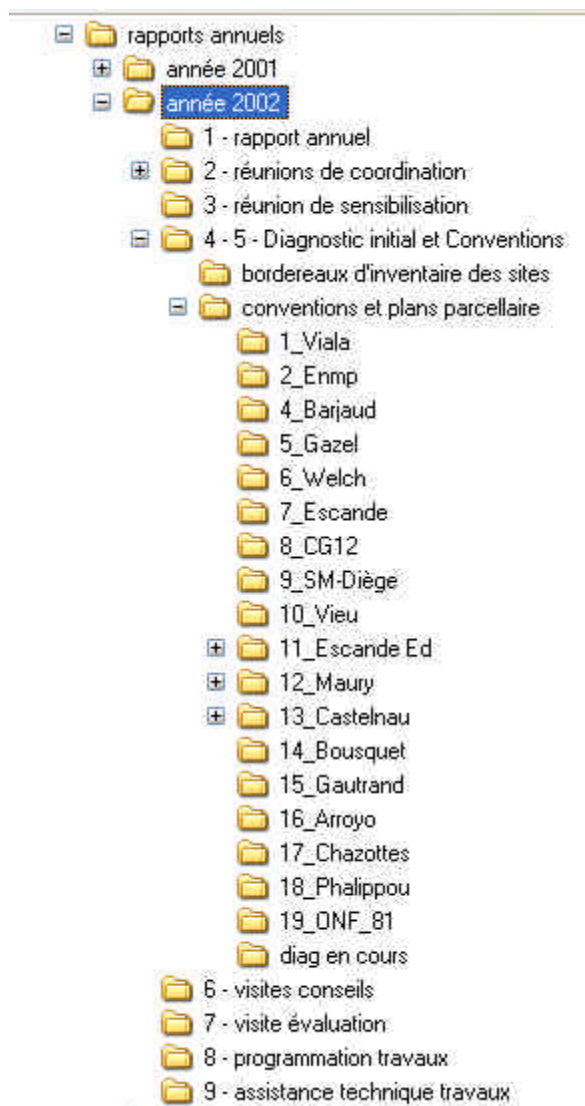 rapports annuels
année 2001
année 2002
1 - rapport annuel
2 - réunions de coordination
3 - réunion de sensibilisation
4 - 5 - Diagnostic initial et Conventions
bordereaux d'inventaire des sites
conventions et plans parcellaire
1_Viala
2_Enmp
4_Barjaud
5_Gazel
6_Welch
7_Escande
8_CG12
9_SM-Diège
10_Vieu
11_Escande Ed
12_Maury
13_Castelnau
14_Bousquet
15_Gautrand
16_Arroyo
17_Chazottes
18_Phalippou
19_ONF_81
diag en cours
6 - visites conseils
7 - visite évaluation
8 - programmation travaux
9 - assistance technique travaux